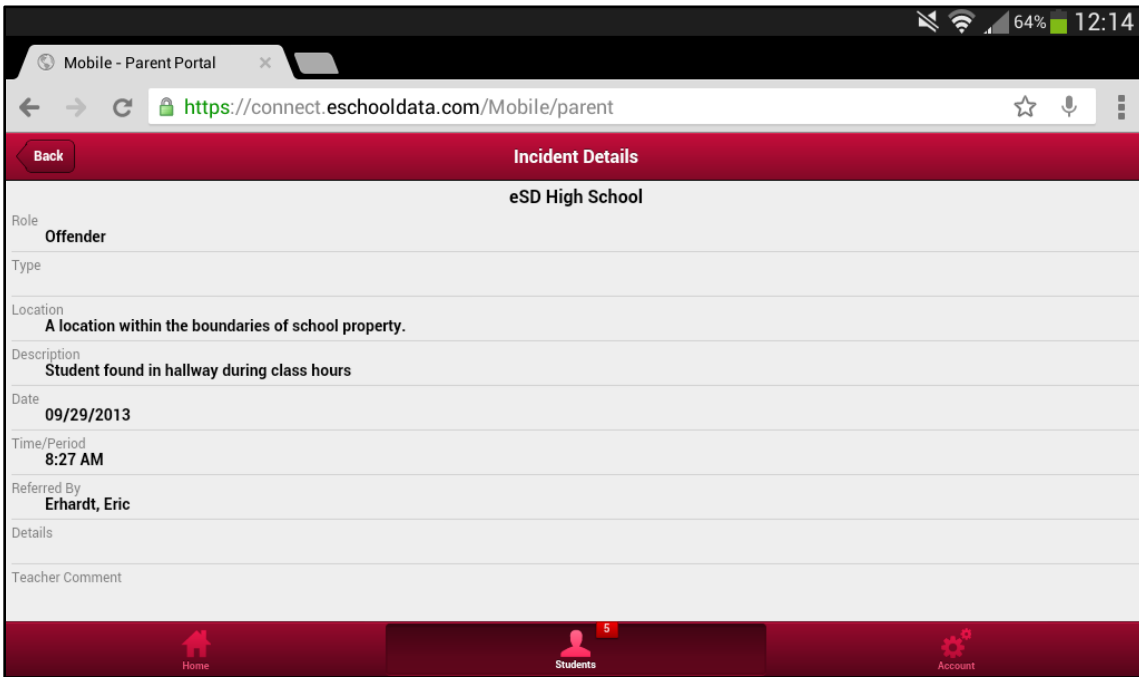 64% 12:14
Mobile - Parent Portal
https://connect.eschooldata.com/Mobile/parent
Back Incident Details
eSD High School
Role
Offender
Type
Location
A location within the boundaries of school property.
Description
Student found in hallway during class hours
Date
09/29/2013
Time/Period
8:27 AM
Referred By
Erhardt, Eric
Details
Teacher Comment
5
Home Students Account